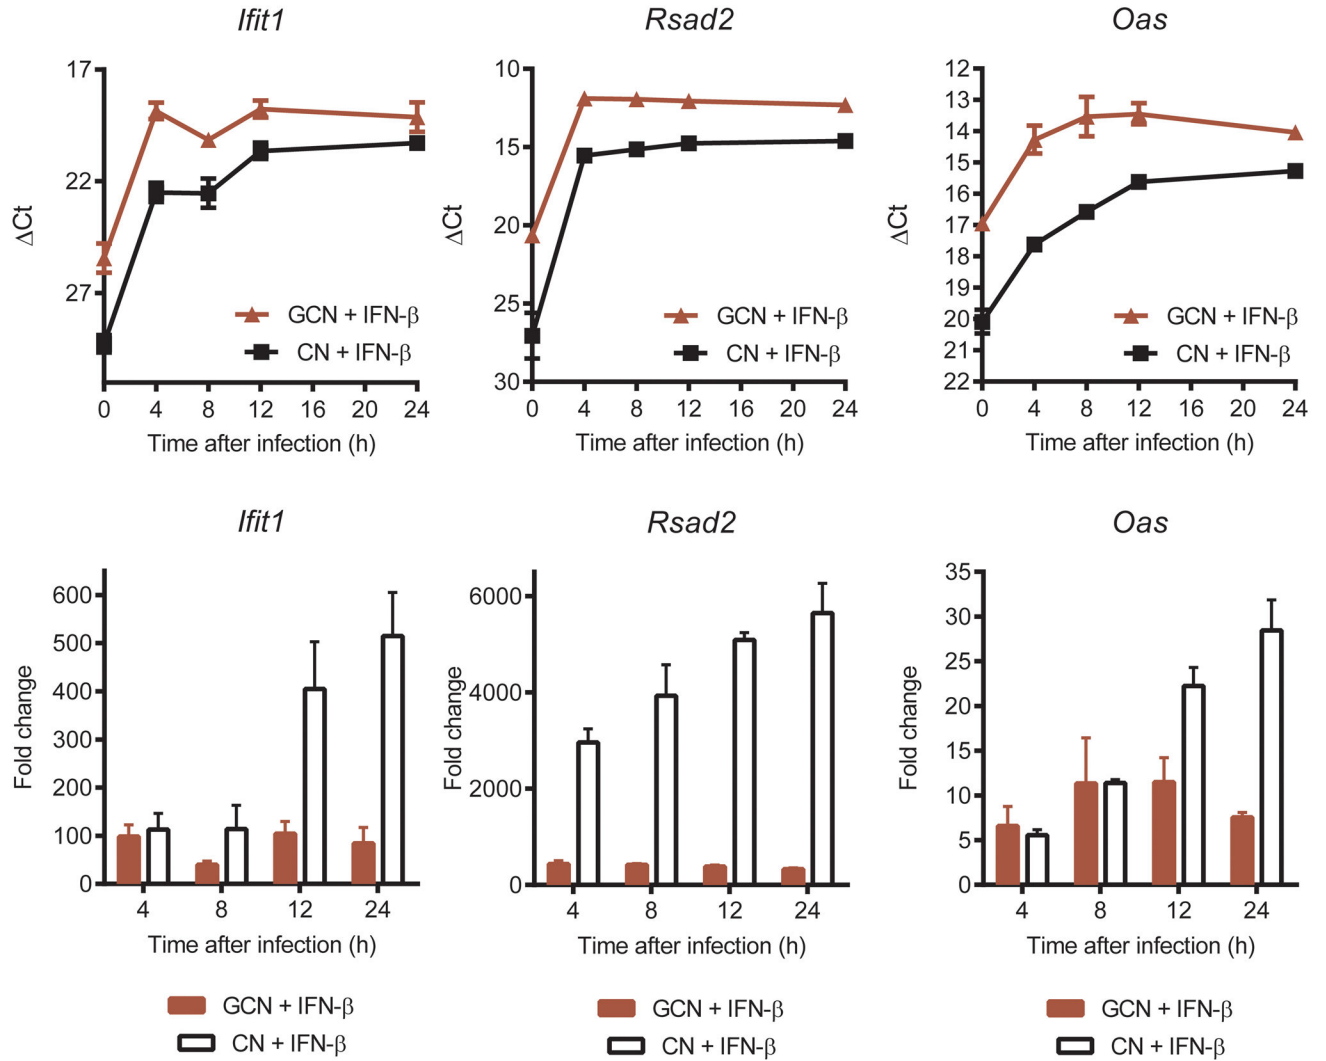 Ifit1
17
22
27
ΔCt
GCN + IFN-β
CN + IFN-β
0 4 8 12 16 20 24
Time after infection (h)
Rsad2
10
15
20
25
30
ΔCt
GCN + IFN-β
CN + IFN-β
0 4 8 12 16 20 24
Time after infection (h)
Oas
12
13
14
15
16
17
18
19
20
21
22
ΔCt
GCN + IFN-β
CN + IFN-β
0 4 8 12 16 20 24
Time after infection (h)
Ifit1
600
500
400
300
200
100
0
Fold change
4 8 12 24
Time after infection (h)
GCN + IFN-β
CN + IFN-β
Rsad2
6000
4000
2000
0
Fold change
4 8 12 24
Time after infection (h)
GCN + IFN-β
CN + IFN-β
Oas
35
30
25
20
15
10
5
0
Fold change
4 8 12 24
Time after infection (h)
GCN + IFN-β
CN + IFN-β